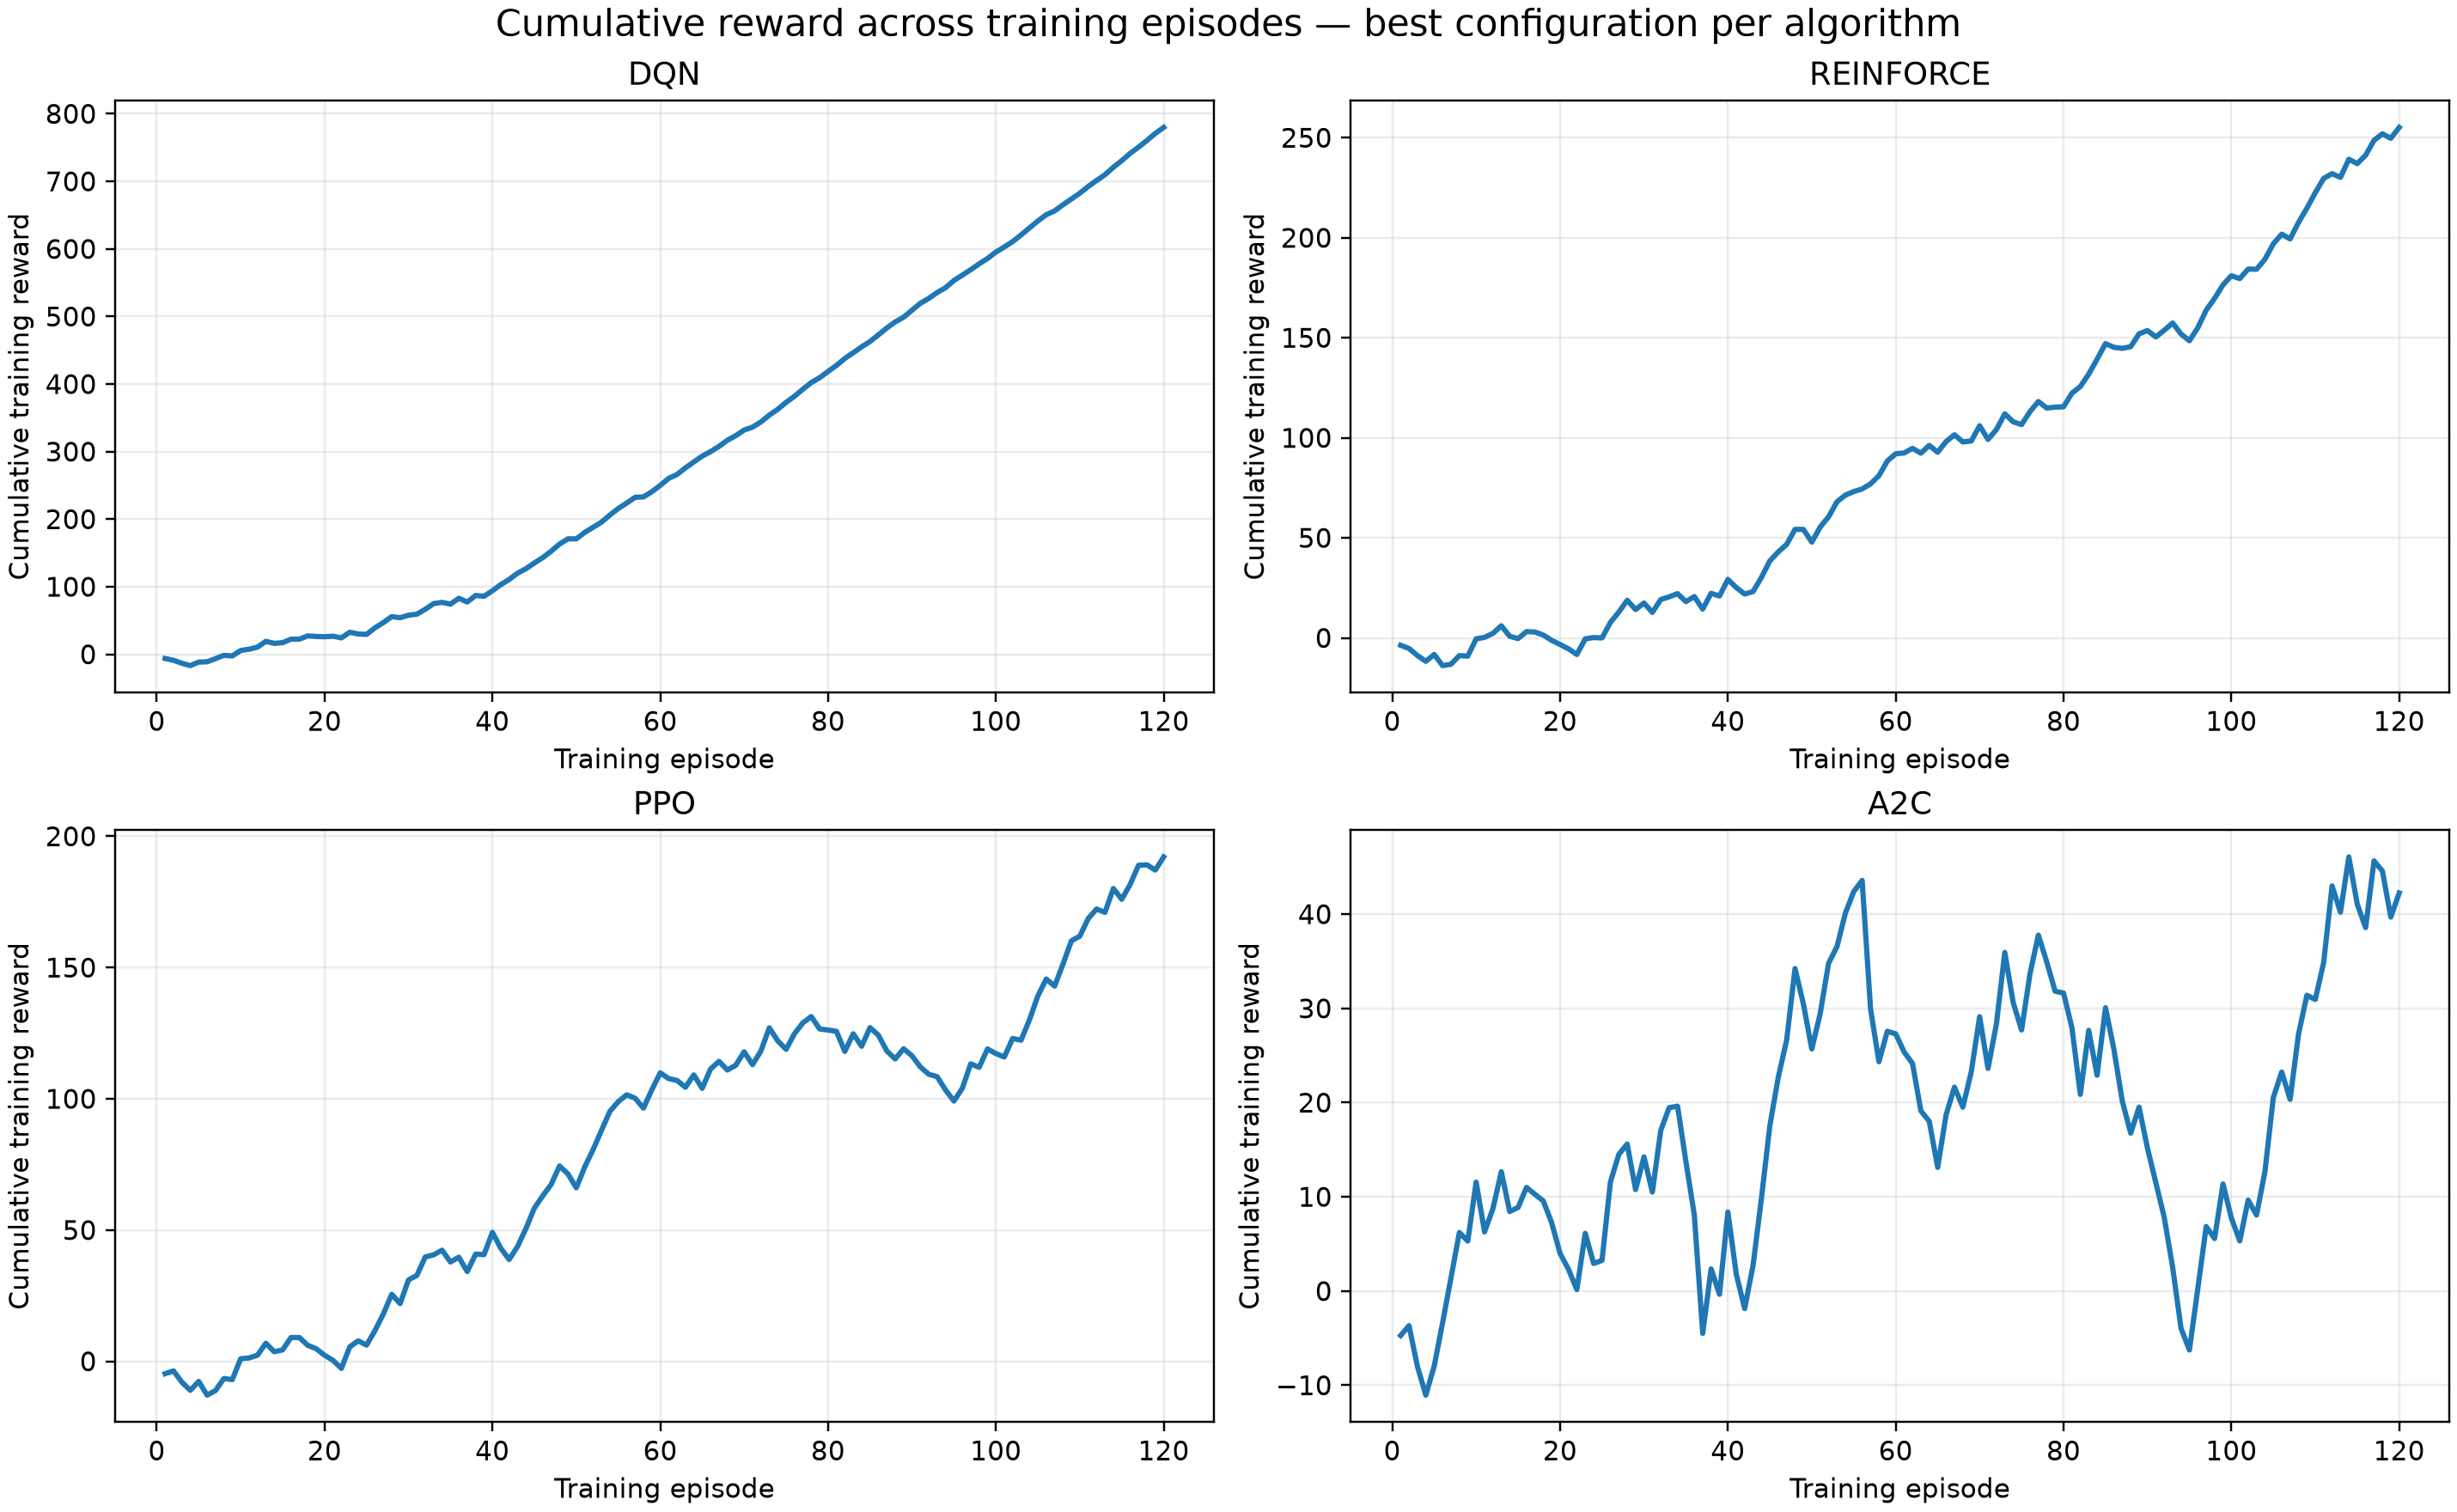 Cumulative reward across training episodes — best configuration per algorithm
DQN
800
700
600
500
400
300
200
100
0
Cumulative training reward
0 20 40 60 80 100 120
Training episode
REINFORCE
250
200
150
100
50
0
Cumulative training reward
0 20 40 60 80 100 120
Training episode
PPO
200
150
100
50
0
Cumulative training reward
0 20 40 60 80 100 120
Training episode
A2C
40
30
20
10
0
−10
Cumulative training reward
0 20 40 60 80 100 120
Training episode